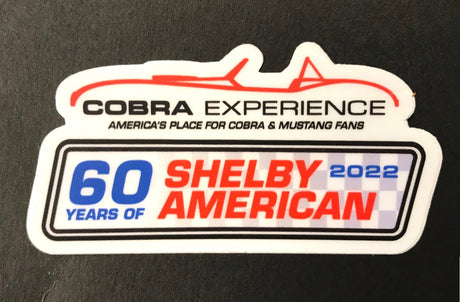 COBRA EXPERIENCE
AMERICA'S PLACE FOR COBRA & MUSTANG FANS
60 SHELBY 2022
YEARS OF AMERICAN